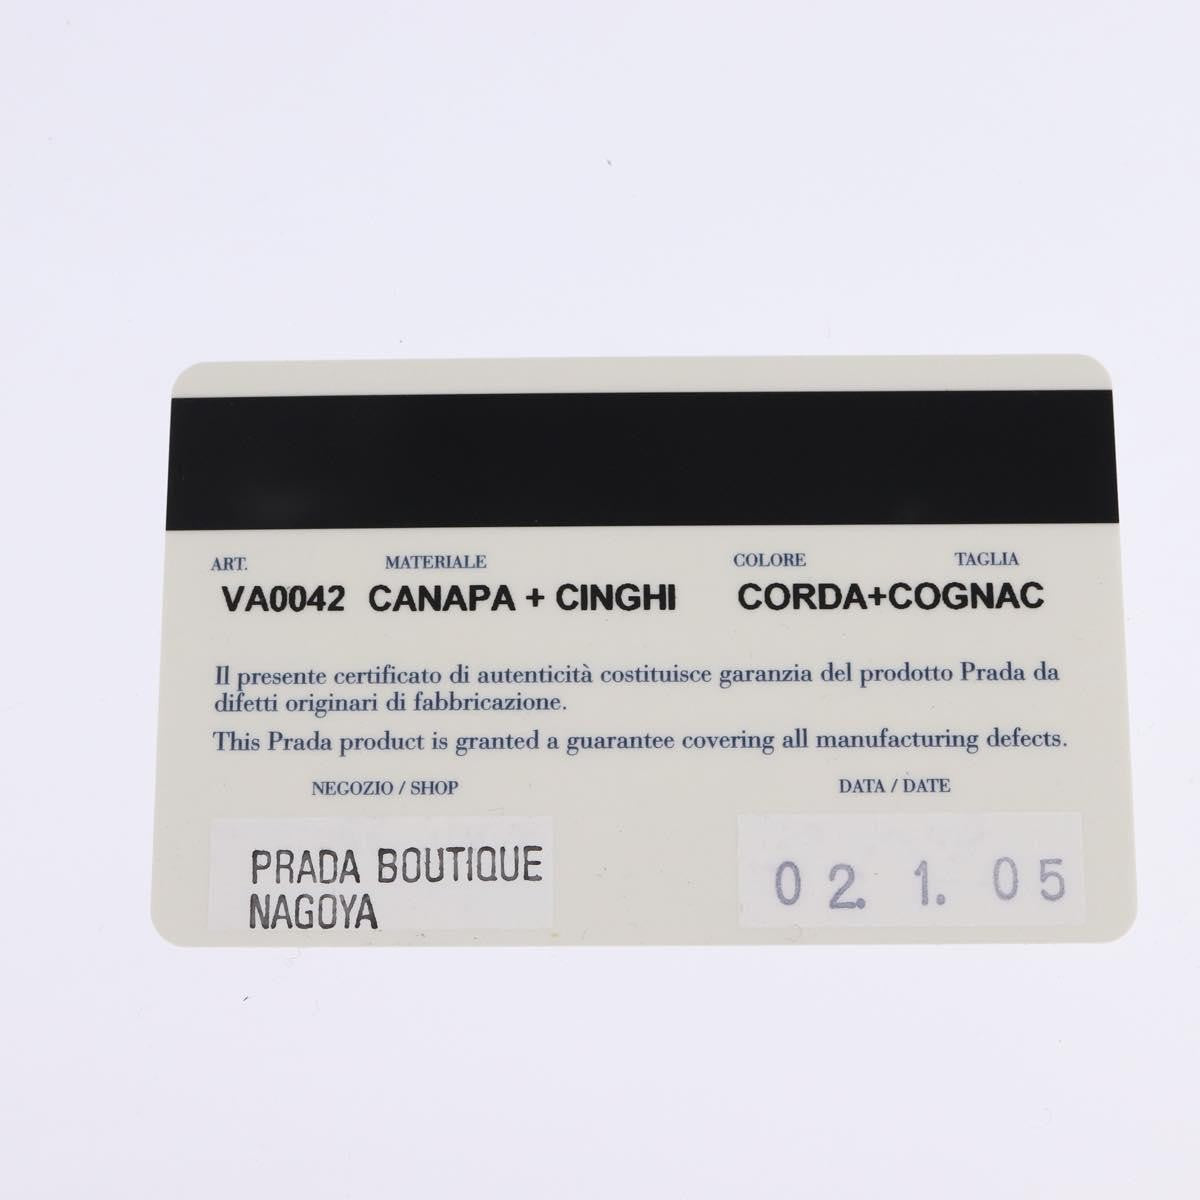 ART. MATERIALE COLORE TAGLIA
VA0042 CANAPA + CINGHI CORDA+COGNAC
Il presente certificato di autenticità costituisce garanzia del prodotto Prada da
difetti originari di fabbricazione.
This Prada product is granted a guarantee covering all manufacturing defects.
NEGOZIO / SHOP DATA / DATE
PRADA BOUTIQUE
NAGOYA
02. 1. 05